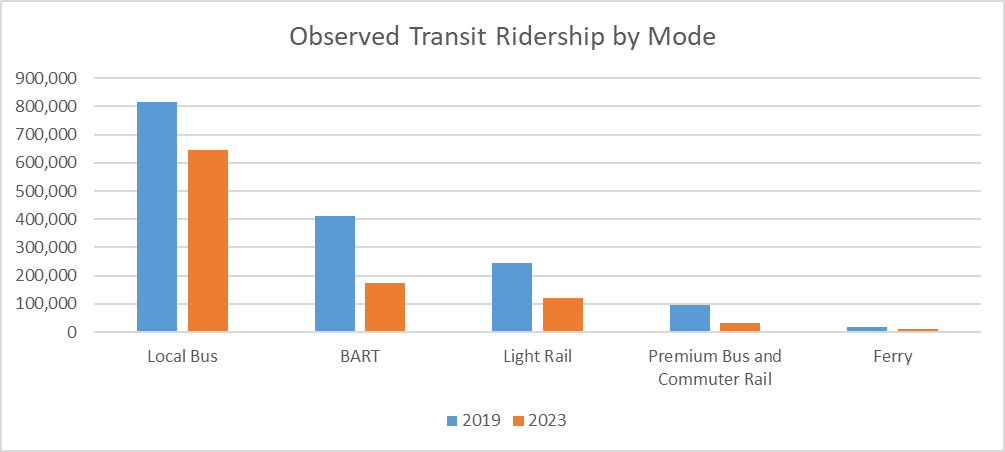 Observed Transit Ridership by Mode
900,000
800,000
700,000
600,000
500,000
400,000
300,000
200,000
100,000
0
Local Bus
BART
Light Rail
Premium Bus and
Commuter Rail
Ferry
2019
2023